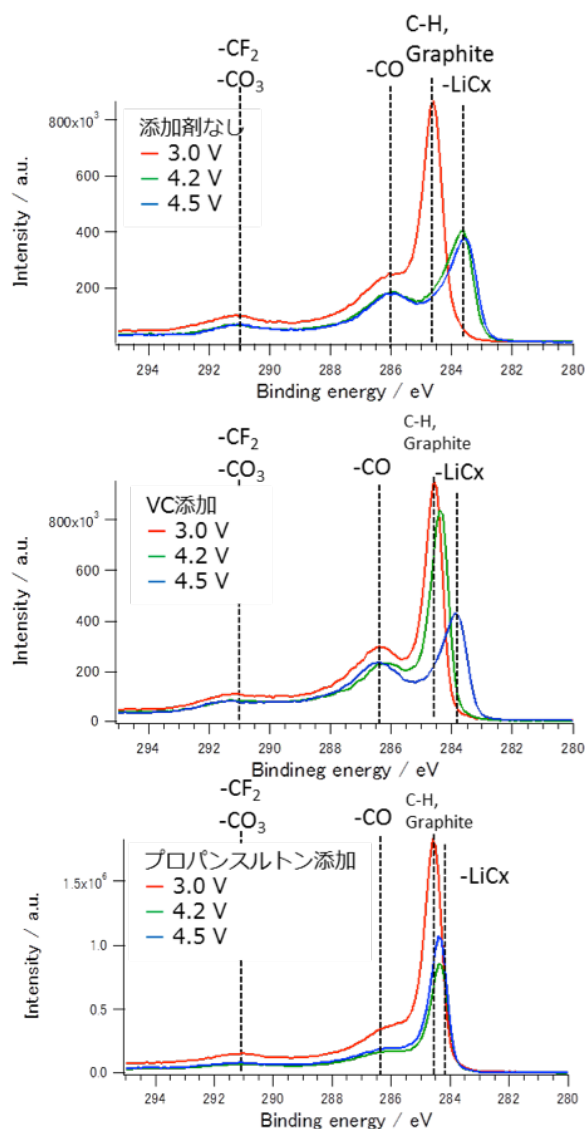 C-H,
Graphite
-CF2
-CO3
-CO
-LiCx
800x10³
600
400
200
Intensity / a.u.
添加剤なし
3.0 V
4.2 V
4.5 V
294 292 290 288 286 284 282 280
Binding energy / eV
-CF2
-CO3
-CO
C-H,
Graphite
-LiCx
800x10³
600
400
200
0
Intensity / a.u.
VC添加
3.0 V
4.2 V
4.5 V
294 292 290 288 286 284 282 280
Bindineg energy / eV
-CF2
-CO3
-CO
C-H,
Graphite
-LiCx
1.5x10⁶
1.0
0.5
0.0
Intensity / a.u.
プロパンスルトン添加
3.0 V
4.2 V
4.5 V
294 292 290 288 286 284 282 280
Binding energy / eV